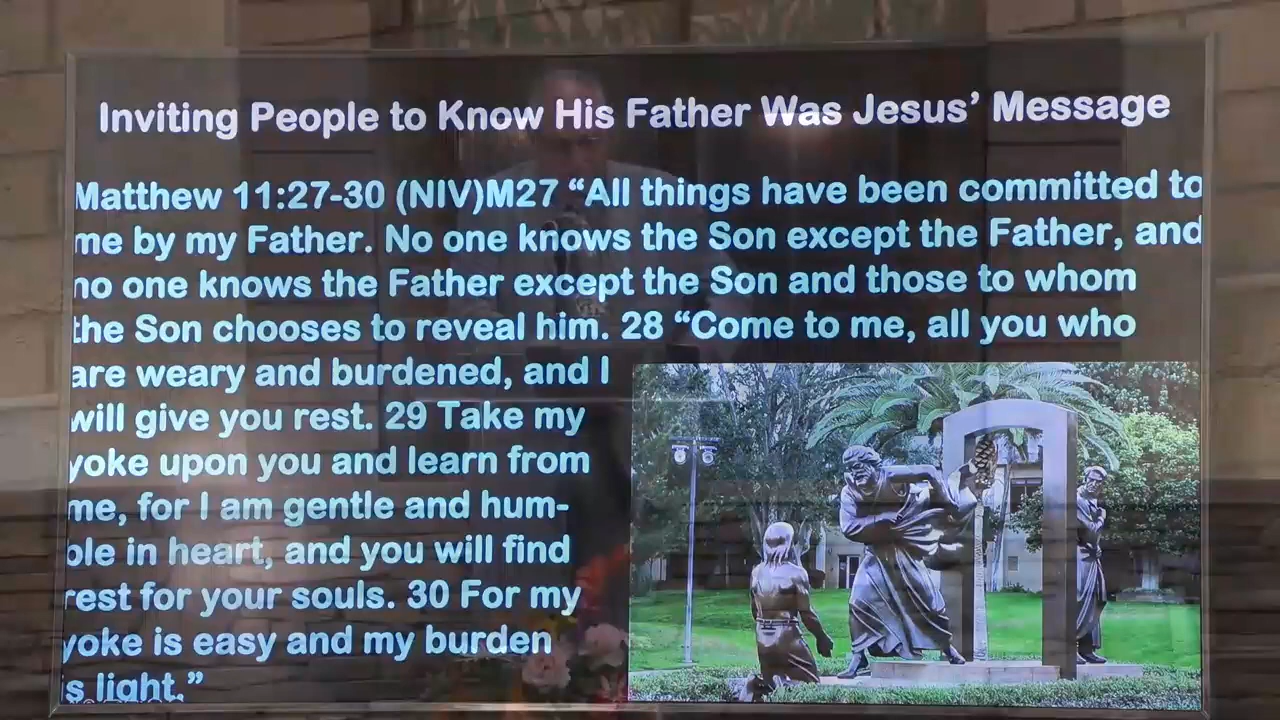 Inviting People to Know His Father Was Jesus’ Message
Matthew 11:27-30 (NIV)M27 “All things have been committed to
me by my Father. No one knows the Son except the Father, and
no one knows the Father except the Son and those to whom
the Son chooses to reveal him. 28 “Come to me, all you who
are weary and burdened, and I
will give you rest. 29 Take my
yoke upon you and learn from
me, for I am gentle and hum-
ble in heart, and you will find
rest for your souls. 30 For my
yoke is easy and my burden
is light.”